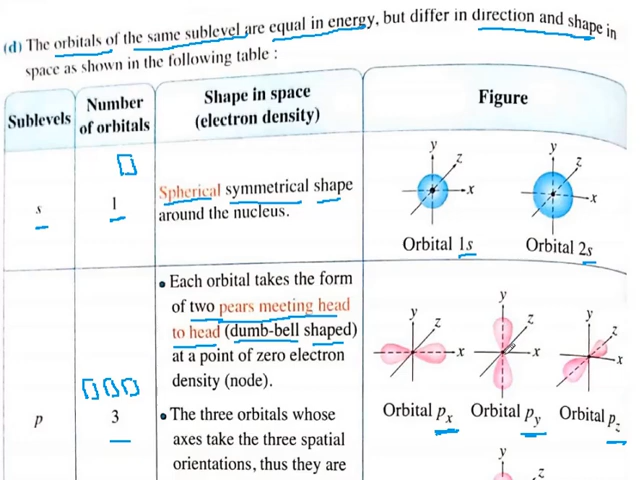 (d) The orbitals of the same sublevel are equal in energy, but differ in direction and shape in
space as shown in the following table :
Sublevels
Number
of orbitals
Shape in space
(electron density)
Figure
s
1
Spherical symmetrical shape
around the nucleus.
y
z
x
Orbital 1s
y
z
x
Orbital 2s
p
3
• Each orbital takes the form
of two pears meeting head
to head (dumb-bell shaped)
at a point of zero electron
density (node).
• The three orbitals whose
axes take the three spatial
orientations, thus they are
y
z
x
Orbital px
y
z
x
Orbital py
y
z
x
Orbital pz
y
z